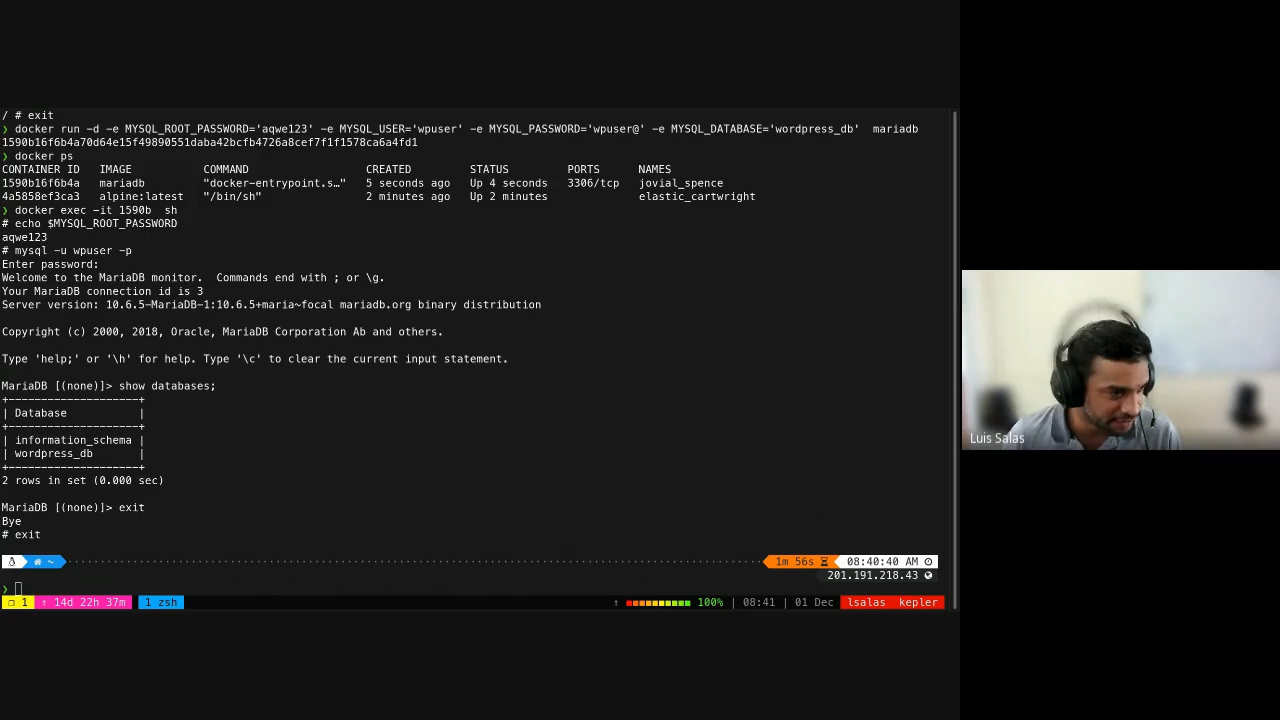 / # exit
❯ docker run -d -e MYSQL_ROOT_PASSWORD='aqwe123' -e MYSQL_USER='wpuser' -e MYSQL_PASSWORD='wpuser@' -e MYSQL_DATABASE='wordpress_db'  mariadb
1590b16f6b4a70d64e15f49890551daba42bcfb4726a8cef7f1f1578ca6a4fd1
❯ docker ps
CONTAINER ID   IMAGE           COMMAND                  CREATED         STATUS         PORTS      NAMES
1590b16f6b4a   mariadb         "docker-entrypoint.s…"   5 seconds ago   Up 4 seconds   3306/tcp   jovial_spence
4a5858ef3ca3   alpine:latest   "/bin/sh"                2 minutes ago   Up 2 minutes              elastic_cartwright
❯ docker exec -it 1590b  sh
# echo $MYSQL_ROOT_PASSWORD
aqwe123
# mysql -u wpuser -p
Enter password:
Welcome to the MariaDB monitor.  Commands end with ; or \g.
Your MariaDB connection id is 3
Server version: 10.6.5-MariaDB-1:10.6.5+maria~focal mariadb.org binary distribution
Copyright (c) 2000, 2018, Oracle, MariaDB Corporation Ab and others.
Type 'help;' or '\h' for help. Type '\c' to clear the current input statement.
MariaDB [(none)]> show databases;
+--------------------+
| Database           |
+--------------------+
| information_schema |
| wordpress_db       |
+--------------------+
2 rows in set (0.000 sec)
MariaDB [(none)]> exit
Bye
# exit
~ 1m 56s 08:40:40 AM
201.191.218.43
❯
1 ↑ 14d 22h 37m 1 zsh ↑ 100% | 08:41 | 01 Dec lsalas kepler
Luis Salas